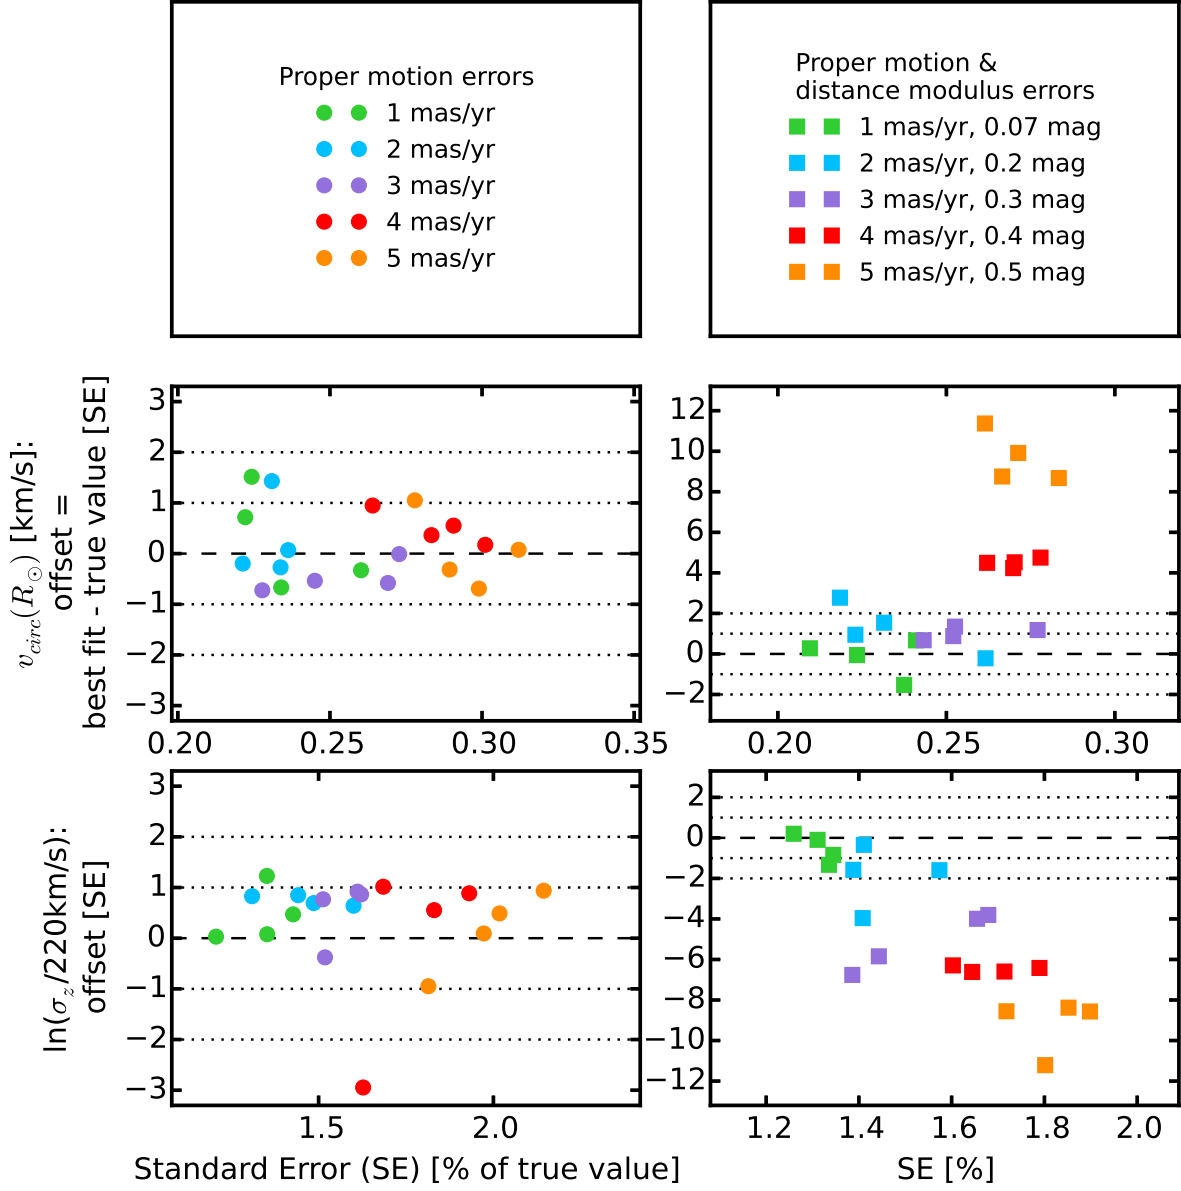 Proper motion errors
1 mas/yr
2 mas/yr
3 mas/yr
4 mas/yr
5 mas/yr
Proper motion &
distance modulus errors
1 mas/yr, 0.07 mag
2 mas/yr, 0.2 mag
3 mas/yr, 0.3 mag
4 mas/yr, 0.4 mag
5 mas/yr, 0.5 mag
v_circ(R_⊙) [km/s]:
offset =
best fit - true value [SE]
3
2
1
0
−1
−2
−3
0.20 0.25 0.30 0.35
12
10
8
6
4
2
0
−2
0.20 0.25 0.30
ln(σ_z/220km/s):
offset [SE]
3
2
1
0
−1
−2
−3
1.5 2.0
Standard Error (SE) [% of true value]
2
0
−2
−4
−6
−8
−10
−12
1.2 1.4 1.6 1.8 2.0
SE [%]